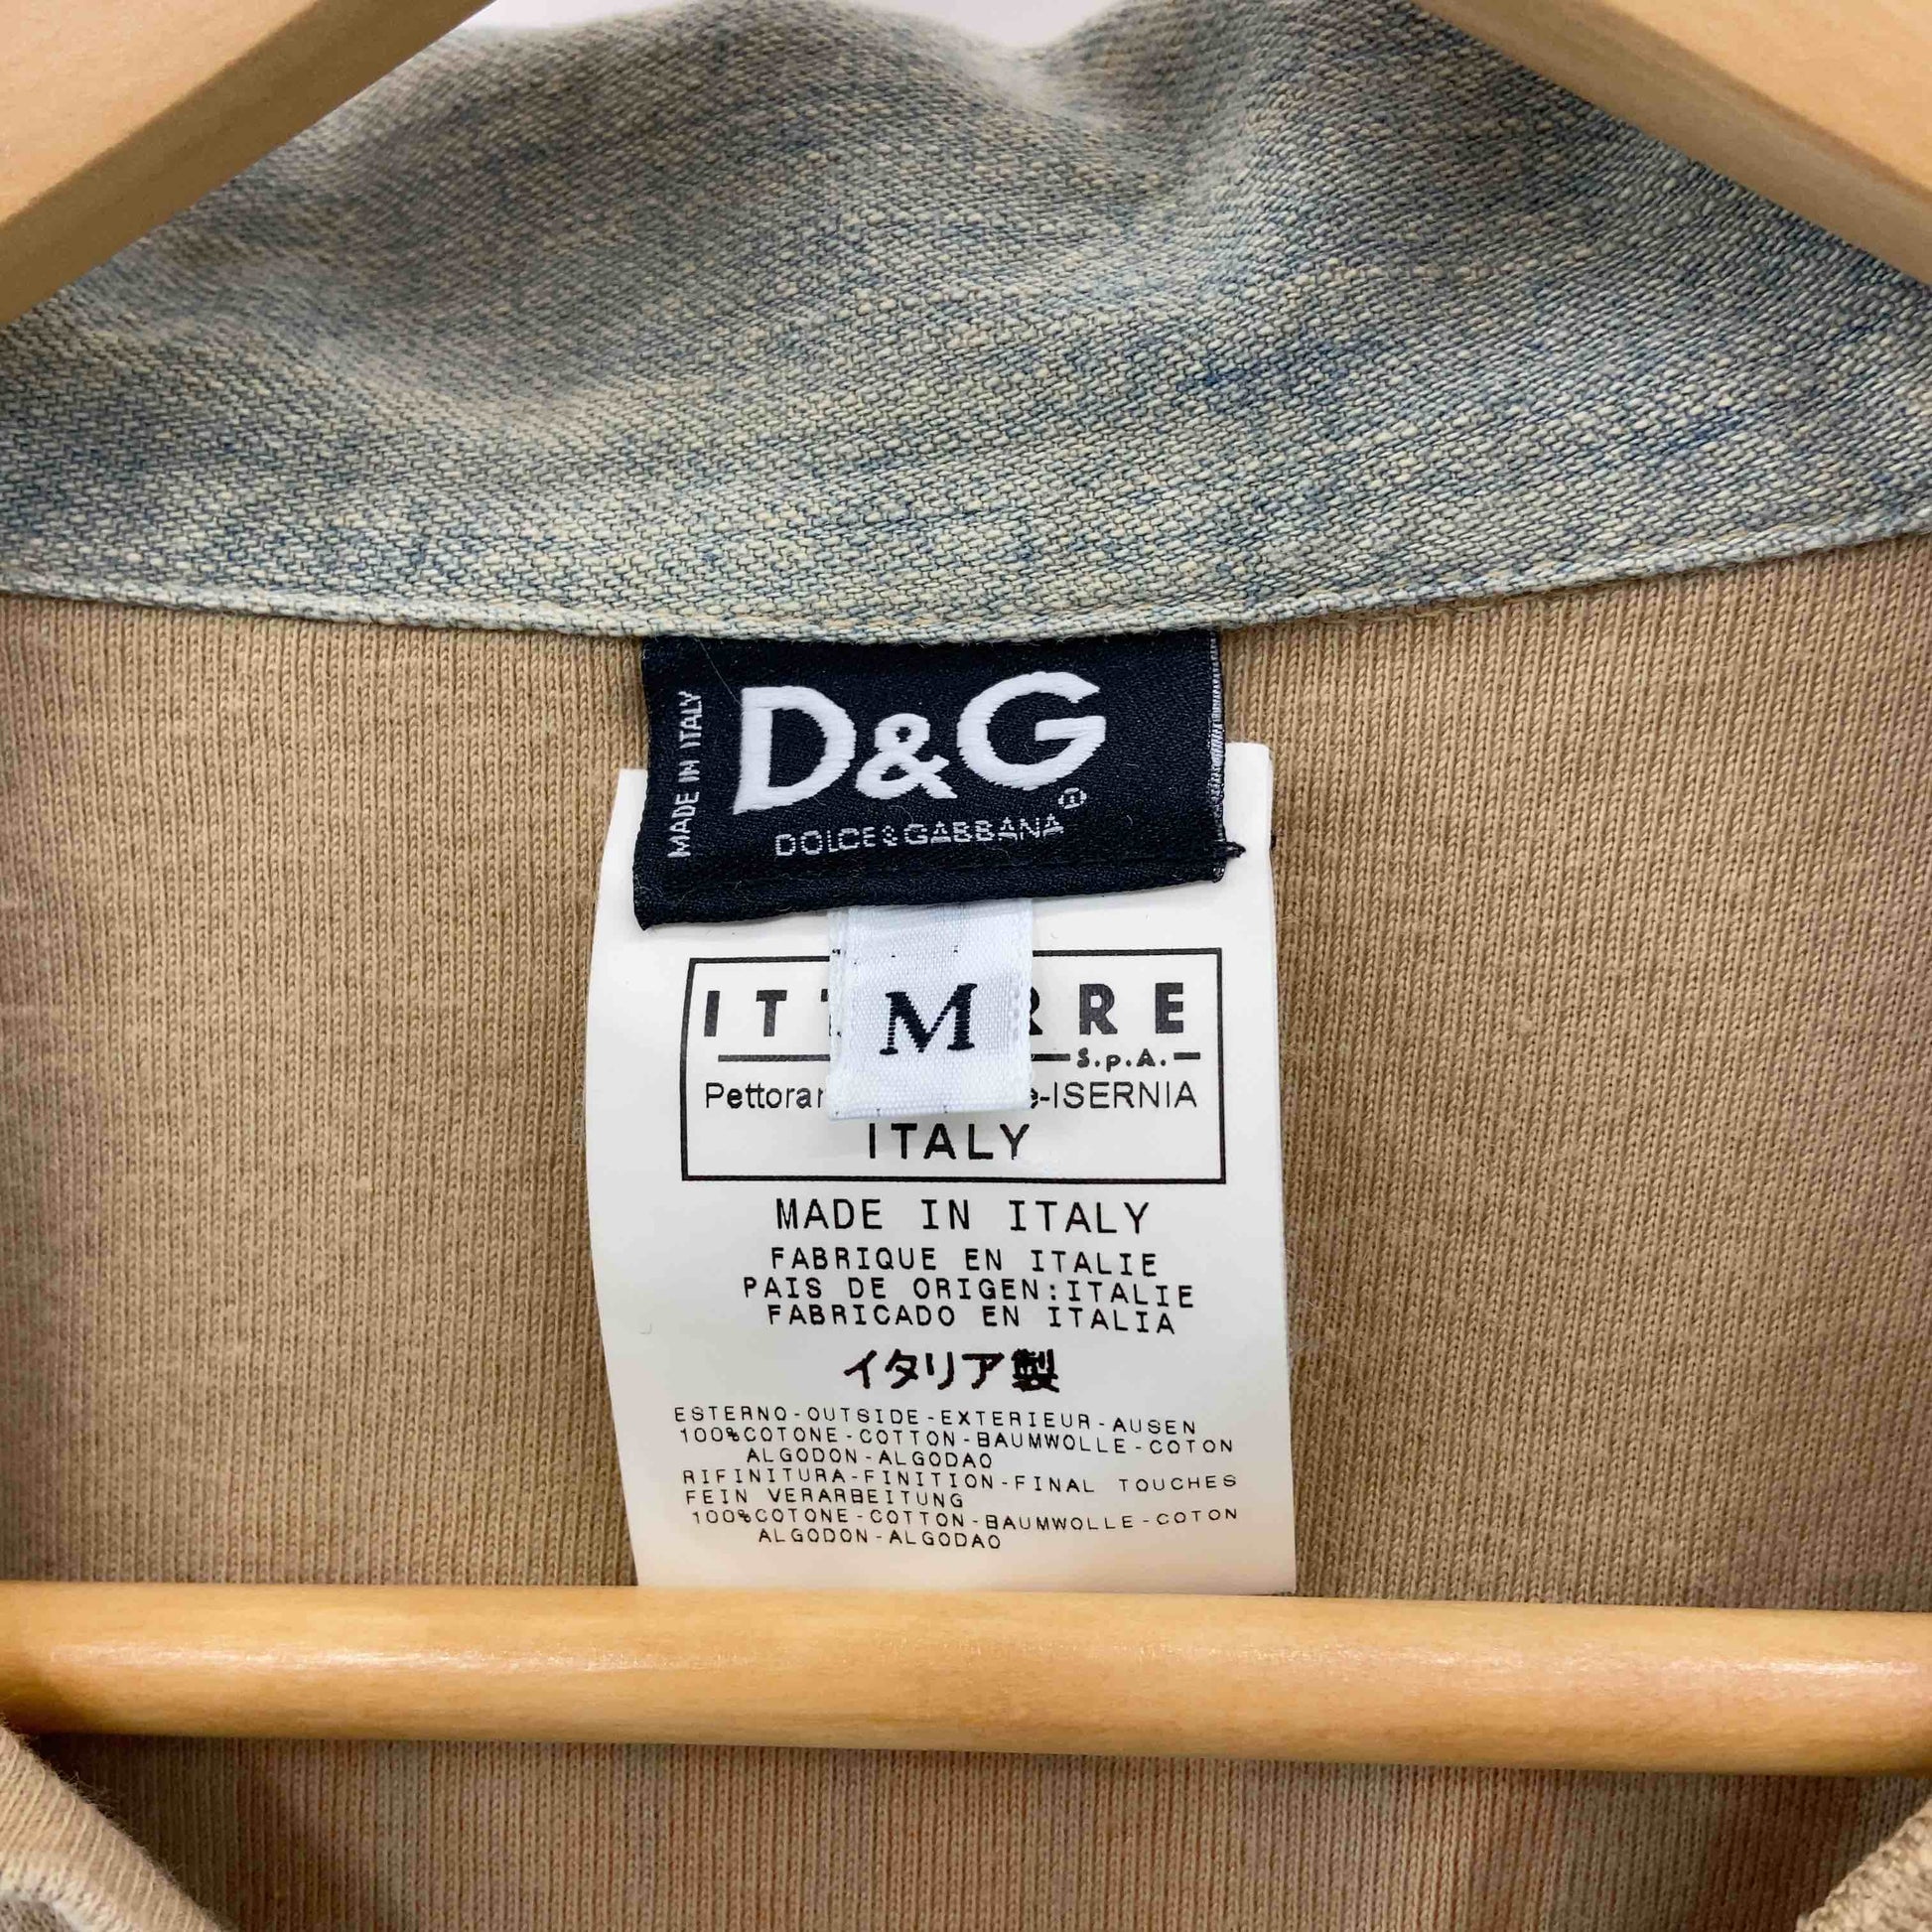 MADE IN ITALY
D&G
DOLCE&GABBANA
M
RRE
S.p.A.
-ISERNIA
ITALY
MADE IN ITALY
FABRIQUE EN ITALIE
PAIS DE ORIGEN:ITALIE
FABRICADO EN ITALIA
イタリア製
ESTERNO-OUTSIDE-EXTERIEUR-AUSEN
100%COTONE-COTTON-BAUMWOLLE-COTON
ALGODON-ALGODAO
RIFINITURA-FINITION-FINAL TOUCHES
FEIN VERARBEITUNG
100%COTONE-COTTON-BAUMWOLLE-COTON
ALGODON-ALGODAO